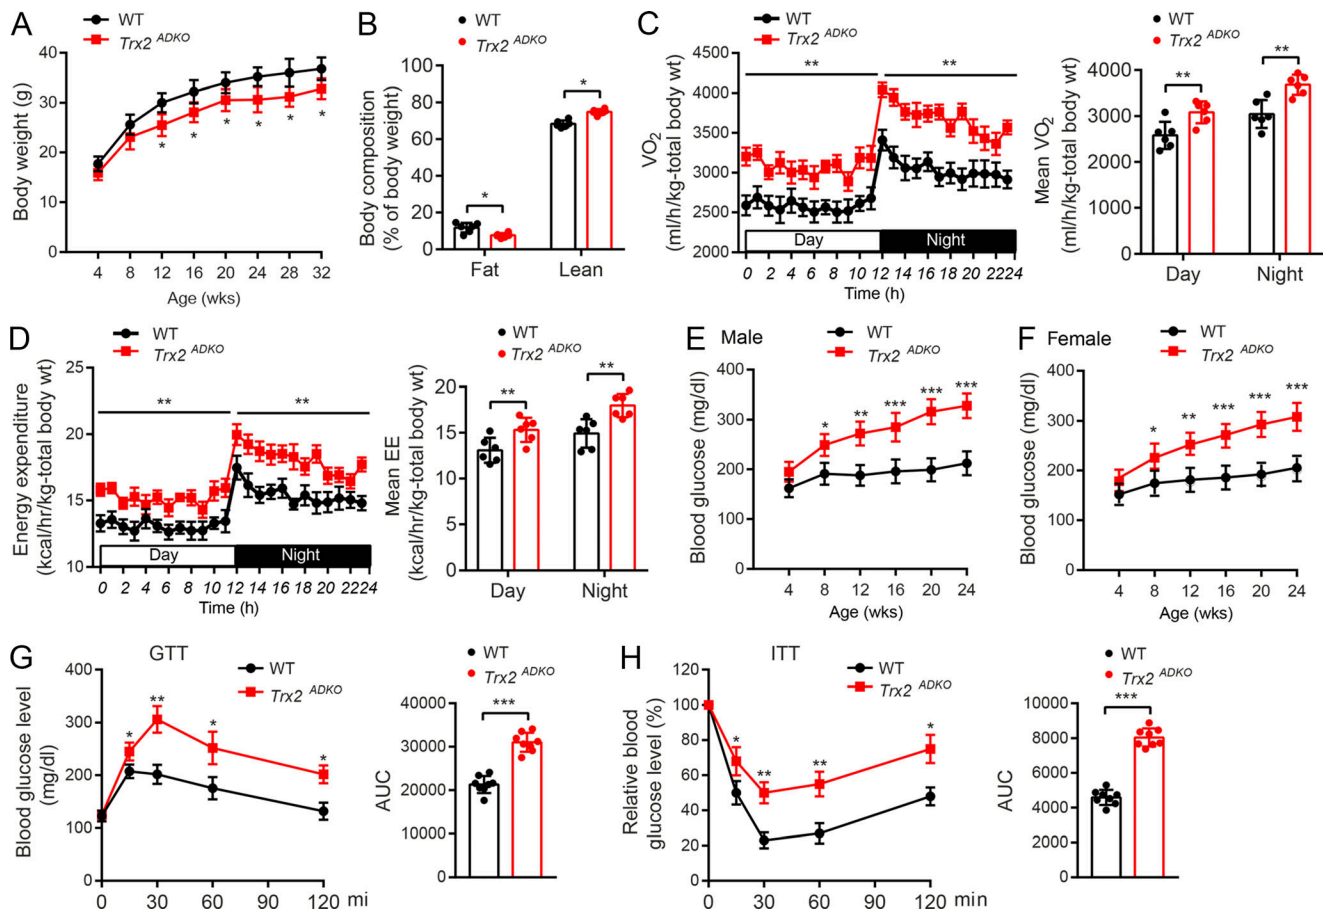 A
WT
Trx2 ADKO
Body weight (g)
40
30
20
10
0
*
*
*
*
*
*
4 8 12 16 20 24 28 32
Age (wks)
B
WT
Trx2 ADKO
Body composition
(% of body weight)
100
80
60
40
20
0
*
*
Fat Lean
C
WT
Trx2 ADKO
VO2
(ml/h/kg-total body wt)
4500
4000
3500
3000
2500
2000
** **
Day Night
0 2 4 6 8 10 12 14 16 18 20 2224
Time (h)
WT
Trx2 ADKO
Mean VO2
(ml/h/kg-total body wt)
4000
3000
2000
1000
0
** **
Day Night
D
WT
Trx2 ADKO
Energy expenditure
(kcal/hr/kg-total body wt)
25
20
15
10
** **
Day Night
0 2 4 6 8 10 12 14 16 18 20 2224
Time (h)
WT
Trx2 ADKO
Mean EE
(kcal/hr/kg-total body wt)
20
15
10
5
0
** **
Day Night
E Male
WT
Trx2 ADKO
Blood glucose (mg/dl)
400
300
200
100
0
* ** *** *** ***
4 8 12 16 20 24
Age (wks)
F Female
WT
Trx2 ADKO
Blood glucose (mg/dl)
400
300
200
100
0
* ** *** *** ***
4 8 12 16 20 24
Age (wks)
G GTT
WT
Trx2 ADKO
Blood glucose level
(mg/dl)
400
300
200
100
0
* ** * *
0 30 60 90 120 mi
WT
Trx2 ADKO
AUC
40000
30000
20000
10000
0
***
H ITT
WT
Trx2 ADKO
Relative blood
glucose level (%)
120
100
80
60
40
20
0
* ** ** *
0 30 60 90 120 min
WT
Trx2 ADKO
AUC
10000
8000
6000
4000
2000
0
***